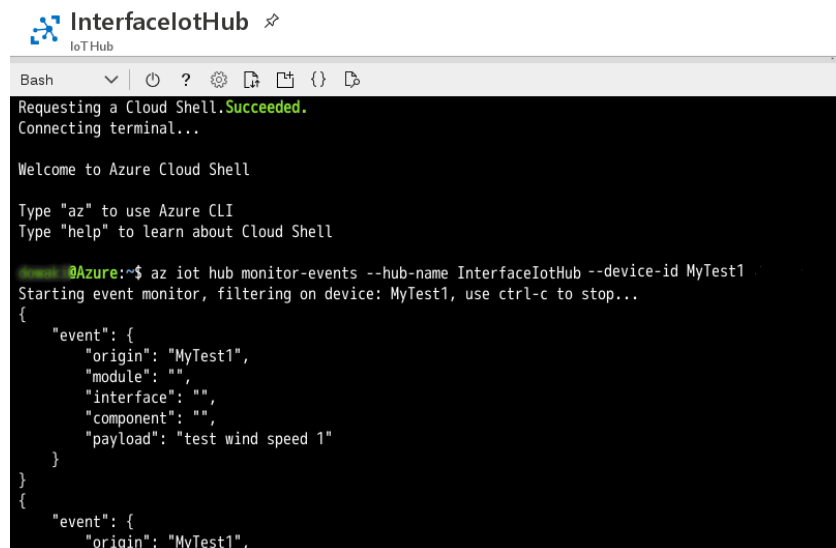 InterfaceIotHub
IoT Hub
Bash ? {}
Requesting a Cloud Shell.Succeeded.
Connecting terminal...
Welcome to Azure Cloud Shell
Type "az" to use Azure CLI
Type "help" to learn about Cloud Shell
@Azure:~$ az iot hub monitor-events --hub-name InterfaceIotHub --device-id MyTest1
Starting event monitor, filtering on device: MyTest1, use ctrl-c to stop...
{
"event": {
"origin": "MyTest1",
"module": "",
"interface": "",
"component": "",
"payload": "test wind speed 1"
}
}
{
"event": {
"origin": "MyTest1",